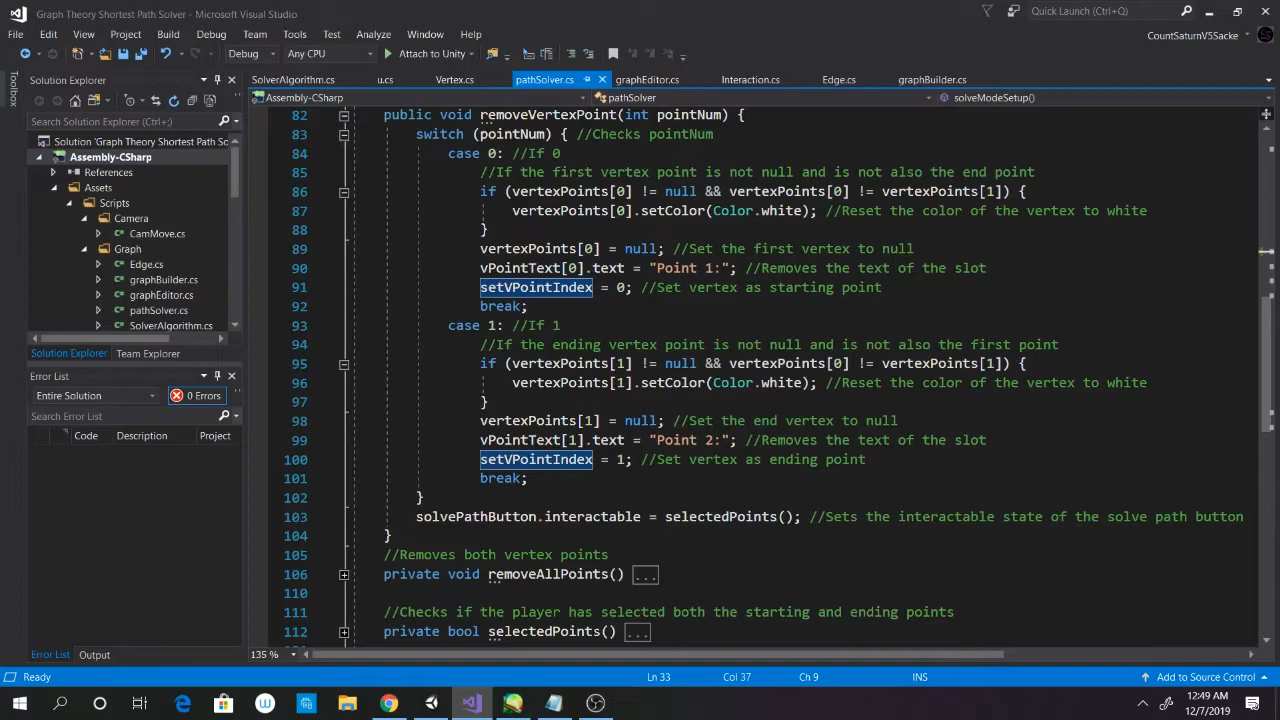 Graph Theory Shortest Path Solver - Microsoft Visual Studio
Quick Launch (Ctrl+Q)
File Edit View Project Build Debug Team Tools Test Analyze Window Help
CountSaturnV5Sacke
Debug Any CPU Attach to Unity
Toolbox
Solution Explorer
SolverAlgorithm.cs u.cs Vertex.cs pathSolver.cs graphEditor.cs Interaction.cs Edge.cs graphBuilder.cs
Assembly-CSharp pathSolver solveModeSetup()
Search Solution Explorer (Ctrl+;)
Solution 'Graph Theory Shortest Path So
Assembly-CSharp
References
Assets
Scripts
Camera
CamMove.cs
Graph
Edge.cs
graphBuilder.cs
graphEditor.cs
pathSolver.cs
SolverAlgorithm.cs
Solution Explorer Team Explorer
Error List
Entire Solution 0 Errors
Search Error List
Code Description Project
Error List Output
82 public void removeVertexPoint(int pointNum) {
83 switch (pointNum) { //Checks pointNum
84 case 0: //If 0
85 //If the first vertex point is not null and is not also the end point
86 if (vertexPoints[0] != null && vertexPoints[0] != vertexPoints[1]) {
87 vertexPoints[0].setColor(Color.white); //Reset the color of the vertex to white
88 }
89 vertexPoints[0] = null; //Set the first vertex to null
90 vPointText[0].text = "Point 1:"; //Removes the text of the slot
91 setVPointIndex = 0; //Set vertex as starting point
92 break;
93 case 1: //If 1
94 //If the ending vertex point is not null and is not also the first point
95 if (vertexPoints[1] != null && vertexPoints[0] != vertexPoints[1]) {
96 vertexPoints[1].setColor(Color.white); //Reset the color of the vertex to white
97 }
98 vertexPoints[1] = null; //Set the end vertex to null
99 vPointText[1].text = "Point 2:"; //Removes the text of the slot
100 setVPointIndex = 1; //Set vertex as ending point
101 break;
102 }
103 solvePathButton.interactable = selectedPoints(); //Sets the interactable state of the solve path button
104 }
105 //Removes both vertex points
106 private void removeAllPoints() ...
110
111 //Checks if the player has selected both the starting and ending points
112 private bool selectedPoints() ...
135 %
Ready Ln 33 Col 37 Ch 9 INS Add to Source Control
12:49 AM
12/7/2019